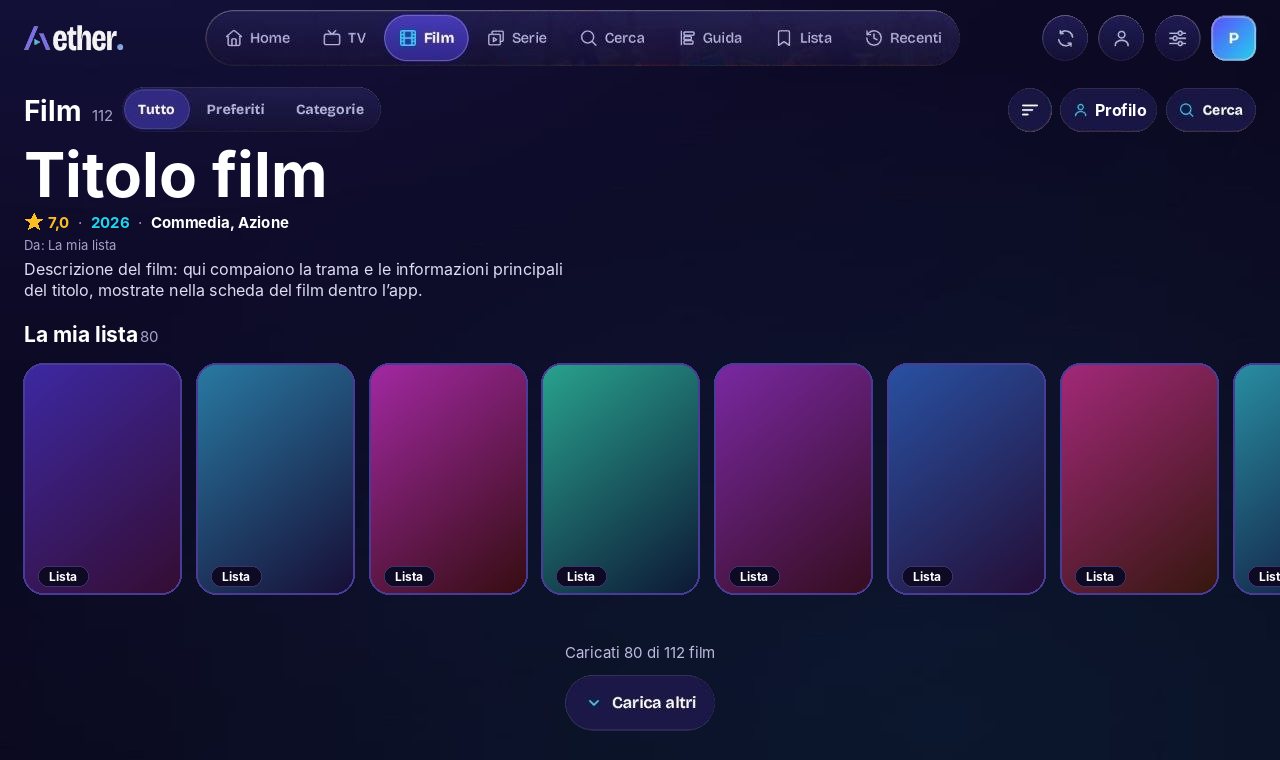 Aether.
Home TV Film Serie Cerca Guida Lista Recenti
P
Film 112 Tutto Preferiti Categorie
Profilo Cerca
Titolo film
7,0 · 2026 · Commedia, Azione
Da: La mia lista
Descrizione del film: qui compaiono la trama e le informazioni principali
del titolo, mostrate nella scheda del film dentro l’app.
La mia lista 80
Lista Lista Lista Lista Lista Lista Lista List
Caricati 80 di 112 film
Carica altri